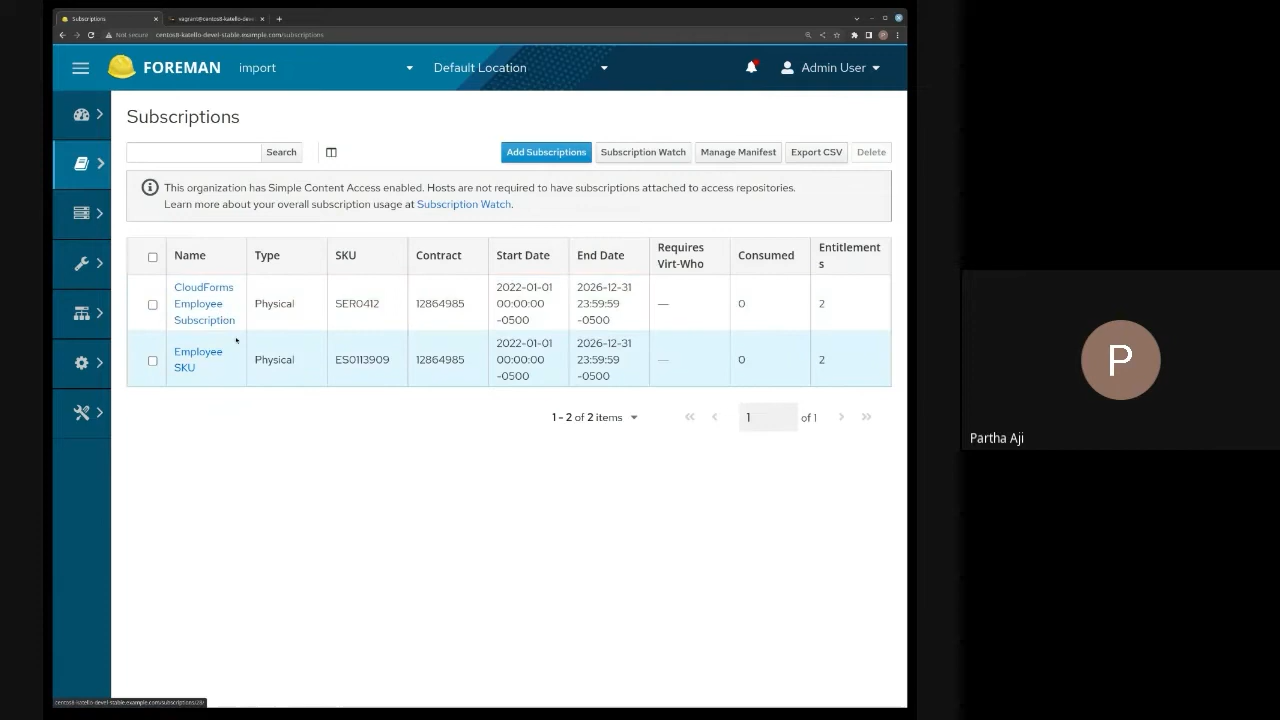 Subscriptions
vagrant@centos8-katello-deve
Not secure
centos8-katello-devel-stable.example.com/subscriptions
FOREMAN
import
Default Location
Admin User
Subscriptions
Search
Add Subscriptions
Subscription Watch
Manage Manifest
Export CSV
Delete
This organization has Simple Content Access enabled. Hosts are not required to have subscriptions attached to access repositories.
Learn more about your overall subscription usage at Subscription Watch.
Name
Type
SKU
Contract
Start Date
End Date
Requires
Virt-Who
Consumed
Entitlement
s
CloudForms
Employee
Subscription
Physical
SER0412
12864985
2022-01-01
00:00:00
-0500
2026-12-31
23:59:59
-0500
—
0
2
Employee
SKU
Physical
ES0113909
12864985
2022-01-01
00:00:00
-0500
2026-12-31
23:59:59
-0500
—
0
2
1 - 2 of 2 items
1
of 1
P
Partha Aji